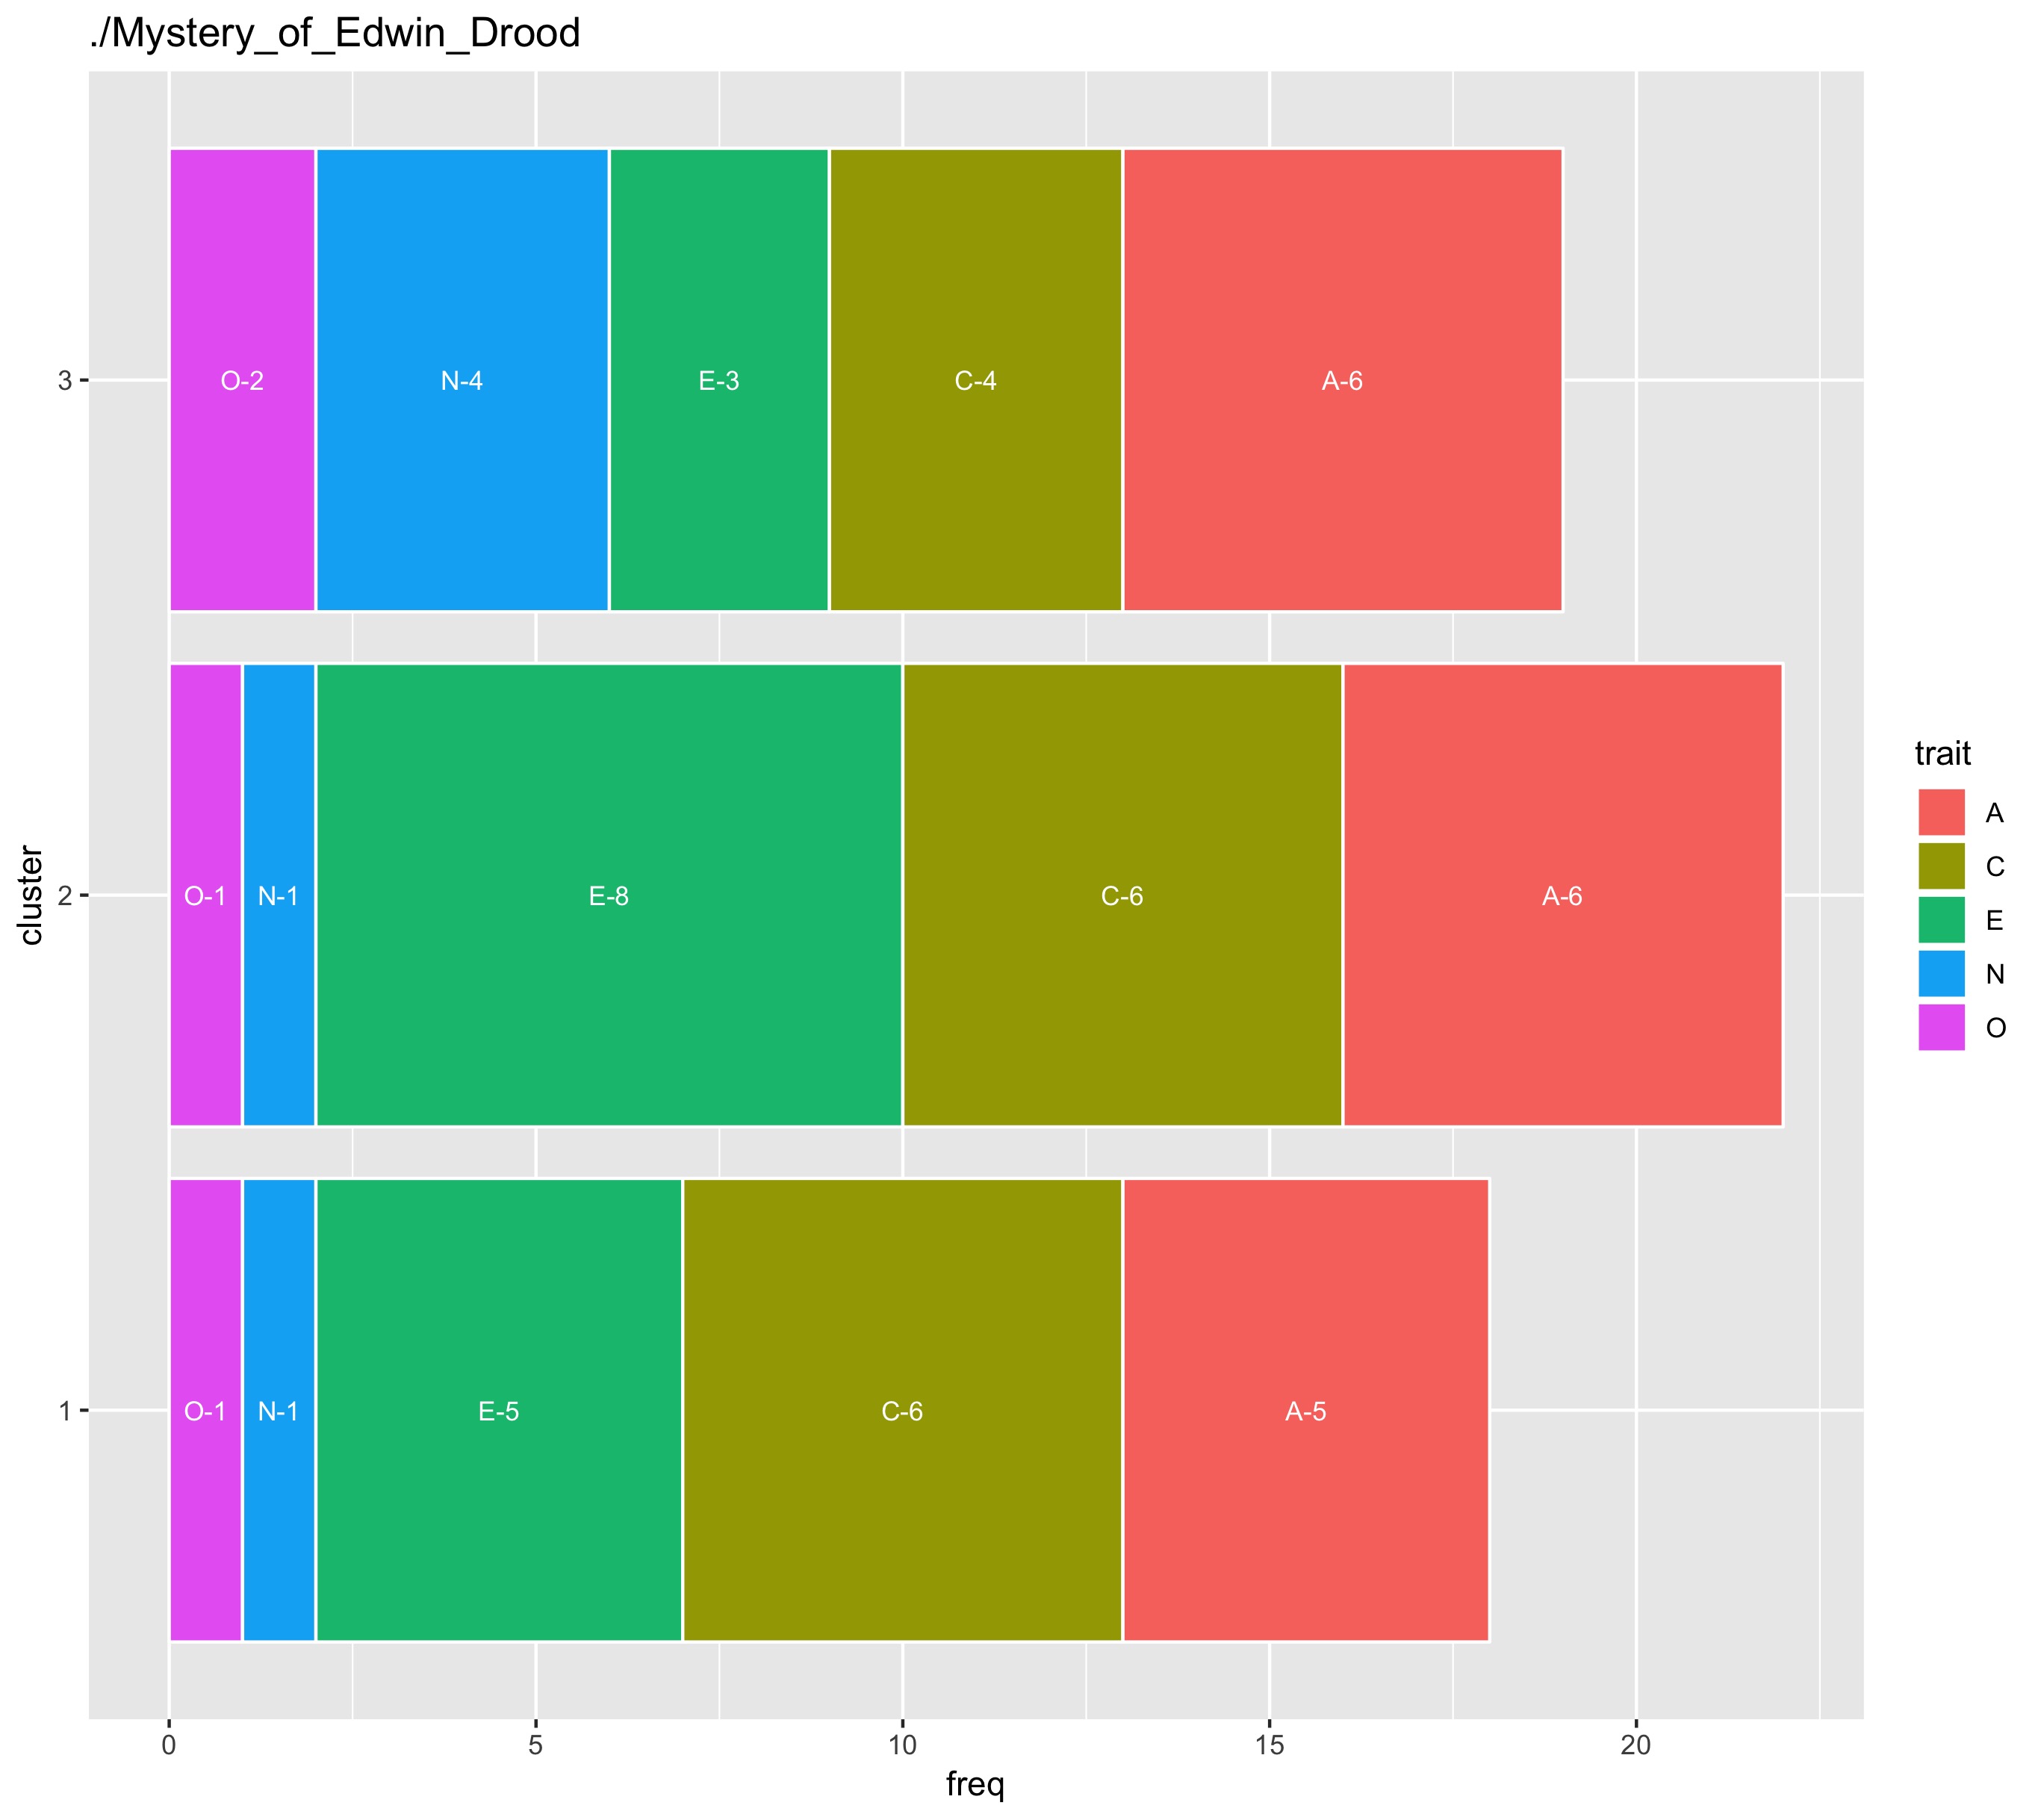 ./Mystery_of_Edwin_Drood
3
O-2 N-4 E-3 C-4 A-6
2
O-1 N-1 E-8 C-6 A-6
1
O-1 N-1 E-5 C-6 A-5
0 5 10 15 20
freq
cluster
trait
A
C
E
N
O